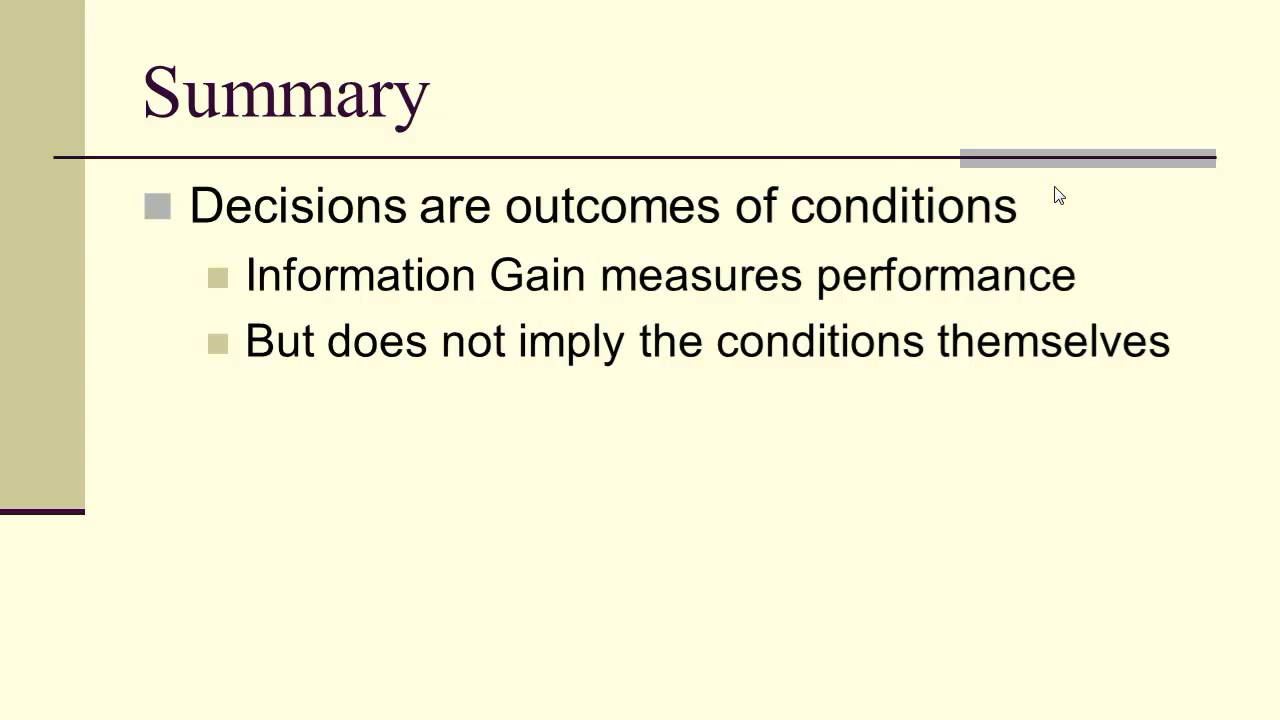 Summary
Decisions are outcomes of conditions
Information Gain measures performance
But does not imply the conditions themselves